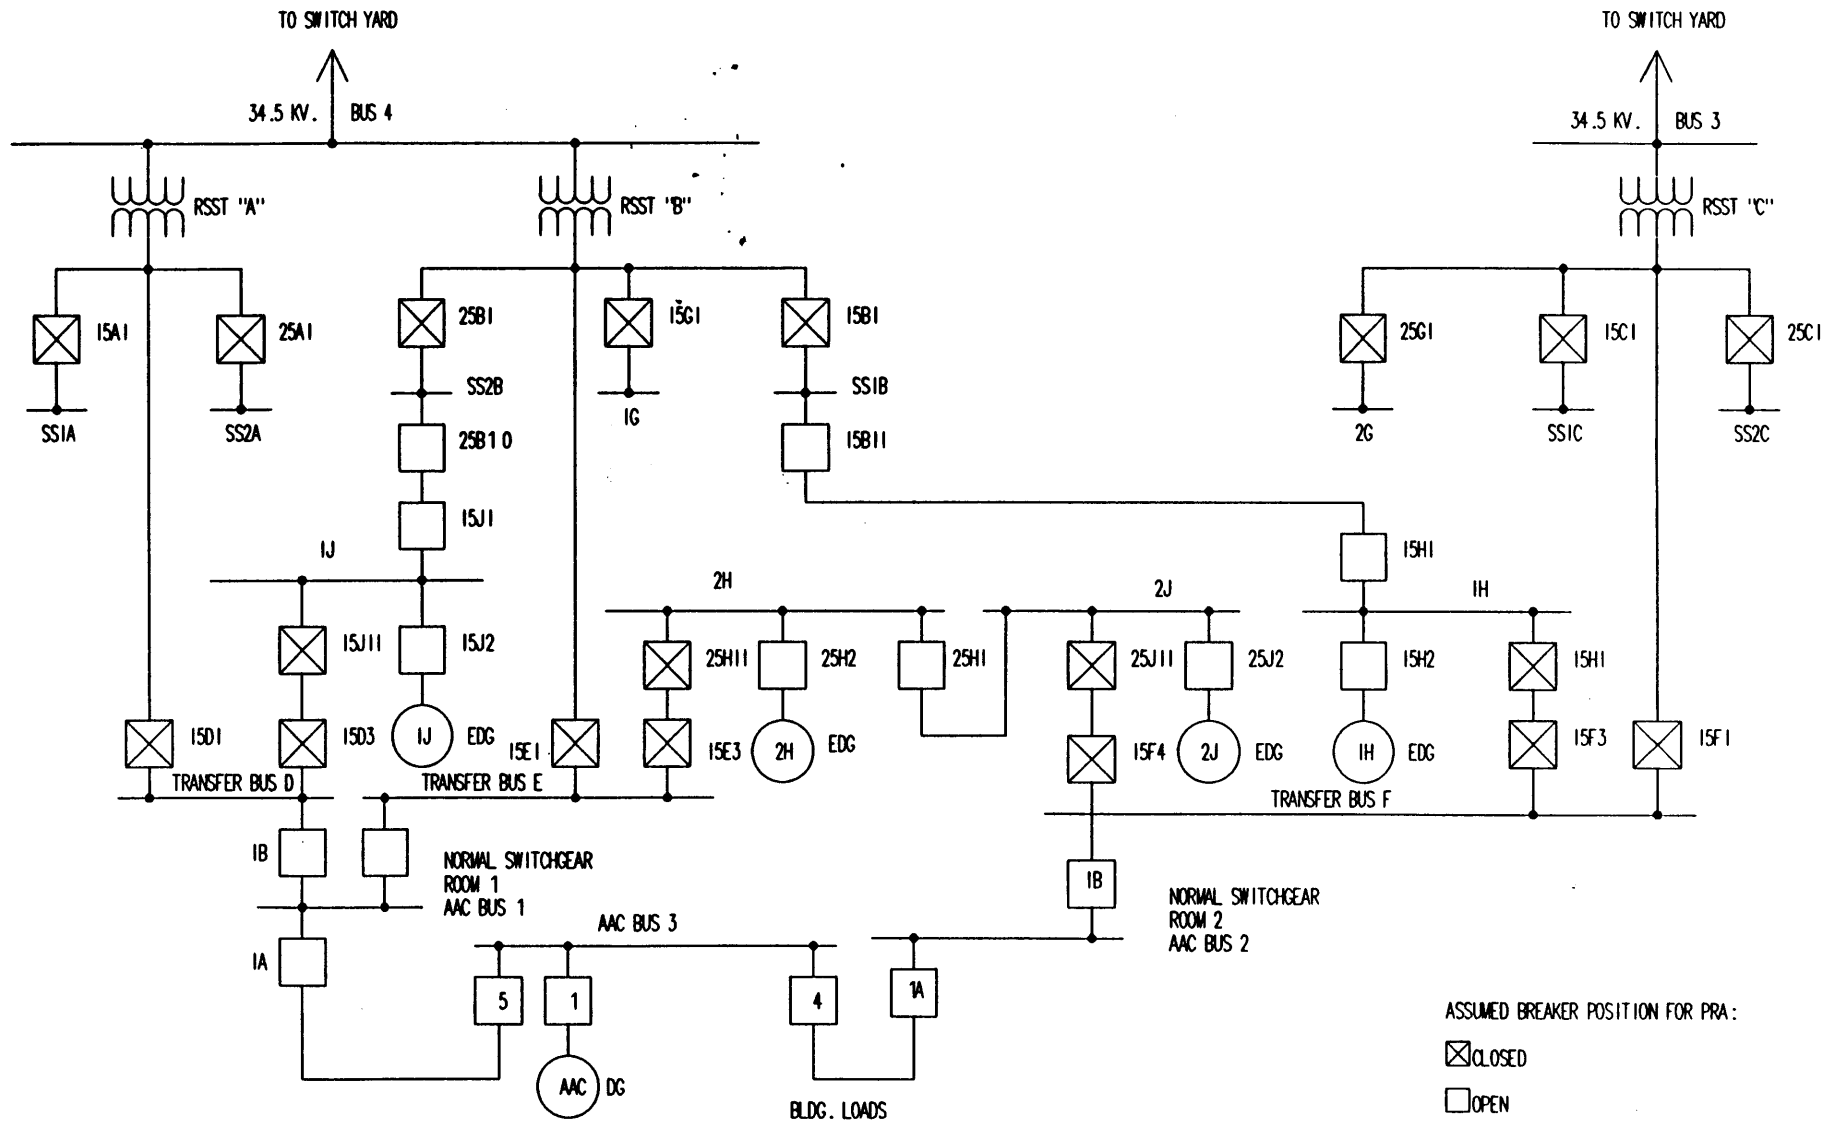 TO SWITCH YARD
TO SWITCH YARD
34.5 KV. BUS 4
34.5 KV. BUS 3
RSST "A"
RSST "B"
RSST "C"
15A1
25A1
25B1
15G1
15B1
25G1
15C1
25C1
SS2B
SS1B
1G
SS1A
SS2A
2G
SS1C
SS2C
25B10
15B11
15J1
1J
15H1
2H
2J
1H
15J11
15J2
25H11
25H2
25H1
25J11
25J2
15H2
15H1
15D1
15D3
1J
EDG
15E1
15E3
2H
EDG
15F4
2J
EDG
1H
EDG
15F3
15F1
TRANSFER BUS D
TRANSFER BUS E
TRANSFER BUS F
1B
NORMAL SWITCHGEAR
ROOM 1
AAC BUS 1
1B
NORMAL SWITCHGEAR
ROOM 2
AAC BUS 2
AAC BUS 3
1A
5
1
4
1A
AAC
DG
BLDG. LOADS
ASSUMED BREAKER POSITION FOR PRA:
CLOSED
OPEN